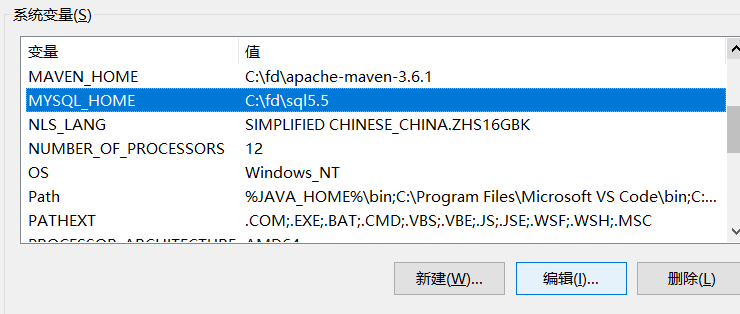 系统变量(S)
变量 值
MAVEN_HOME C:\fd\apache-maven-3.6.1
MYSQL_HOME C:\fd\sql5.5
NLS_LANG SIMPLIFIED CHINESE_CHINA.ZHS16GBK
NUMBER_OF_PROCESSORS 12
OS Windows_NT
Path %JAVA_HOME%\bin;C:\Program Files\Microsoft VS Code\bin;C:...
PATHEXT .COM;.EXE;.BAT;.CMD;.VBS;.VBE;.JS;.JSE;.WSF;.WSH;.MSC
PROCESSOR_ARCHITECTURE AMD64
新建(W)... 编辑(I)... 删除(L)